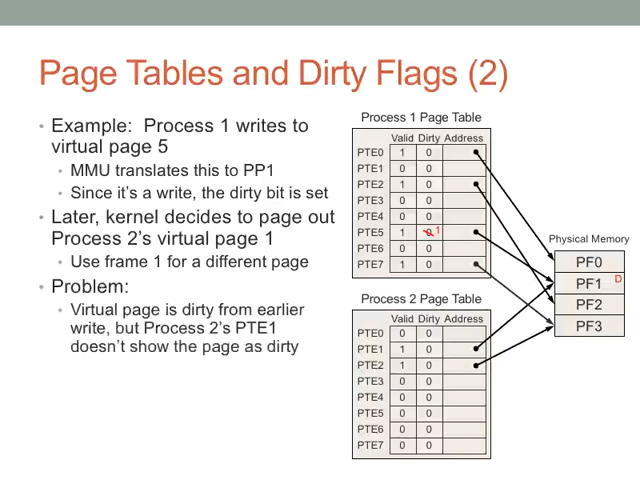 Page Tables and Dirty Flags (2)
• Example: Process 1 writes to
virtual page 5
• MMU translates this to PP1
• Since it's a write, the dirty bit is set
• Later, kernel decides to page out
Process 2's virtual page 1
• Use frame 1 for a different page
• Problem:
• Virtual page is dirty from earlier
write, but Process 2's PTE1
doesn't show the page as dirty
Process 1 Page Table
Valid Dirty Address
PTE0 1 0
PTE1 0 0
PTE2 1 0
PTE3 0 0
PTE4 0 0
PTE5 1 0 1
PTE6 0 0
PTE7 1 0
Process 2 Page Table
Valid Dirty Address
PTE0 0 0
PTE1 1 0
PTE2 1 0
PTE3 0 0
PTE4 0 0
PTE5 0 0
PTE6 0 0
PTE7 0 0
Physical Memory
PF0
PF1 D
PF2
PF3